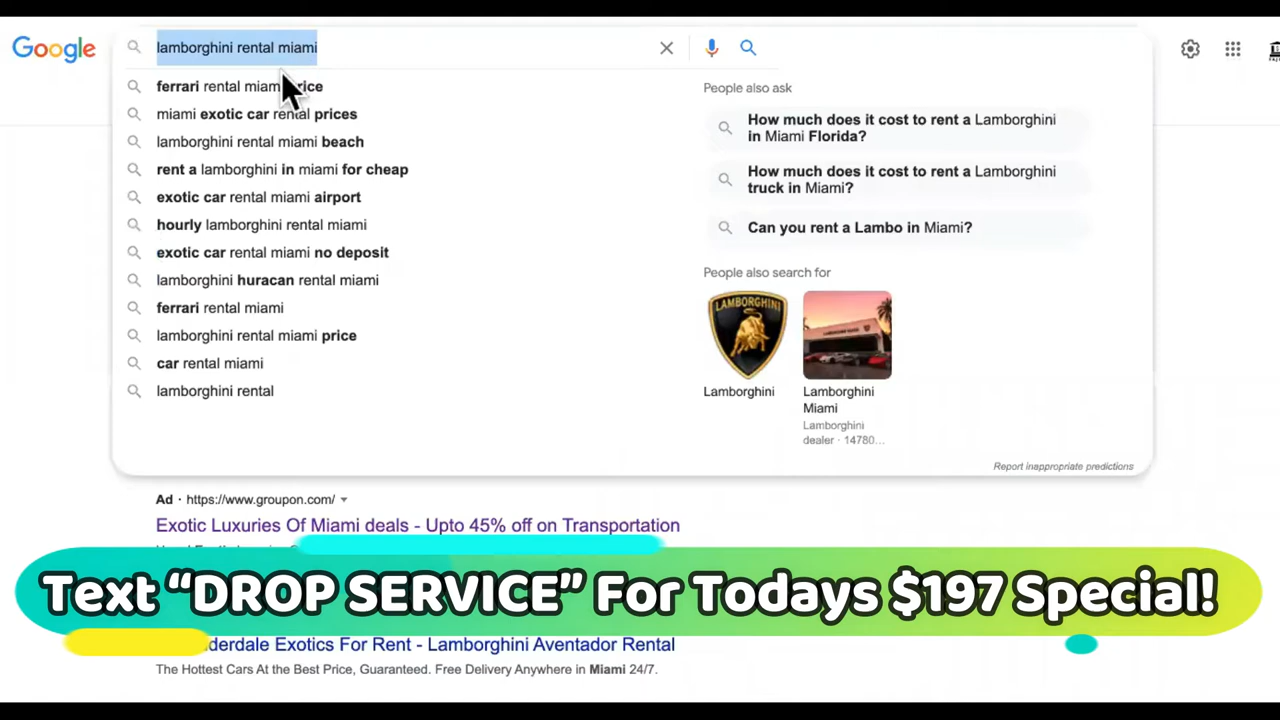 Google
lamborghini rental miami
ferrari rental miami price
miami exotic car rental prices
lamborghini rental miami beach
rent a lamborghini in miami for cheap
exotic car rental miami airport
hourly lamborghini rental miami
exotic car rental miami no deposit
lamborghini huracan rental miami
ferrari rental miami
lamborghini rental miami price
car rental miami
lamborghini rental
People also ask
How much does it cost to rent a Lamborghini
in Miami Florida?
How much does it cost to rent a Lamborghini
truck in Miami?
Can you rent a Lambo in Miami?
People also search for
LAMBORGHINI
Lamborghini
Lamborghini
Miami
Lamborghini
dealer · 14780...
Report inappropriate predictions
Ad · https://www.groupon.com/
Exotic Luxuries Of Miami deals - Upto 45% off on Transportation
Text “DROP SERVICE” For Todays $197 Special!
derdale Exotics For Rent - Lamborghini Aventador Rental
The Hottest Cars At the Best Price, Guaranteed. Free Delivery Anywhere in Miami 24/7.